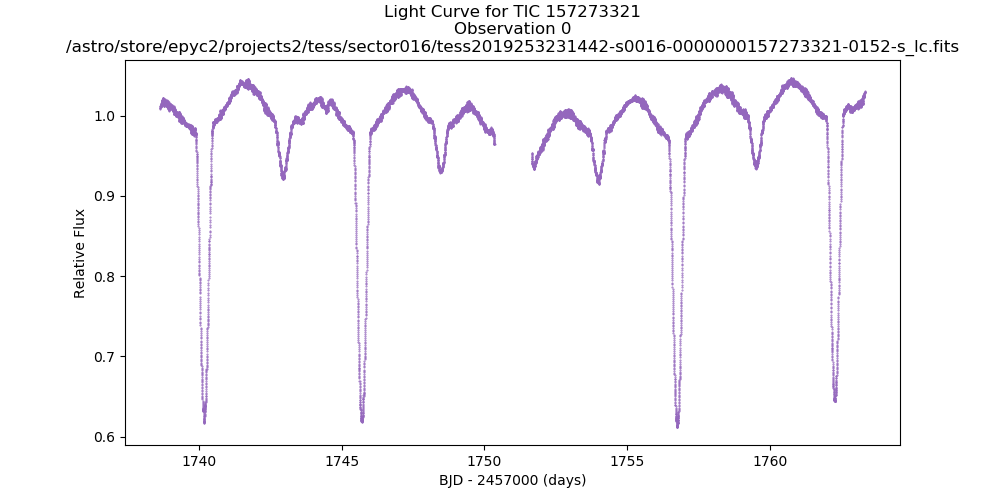 Light Curve for TIC 157273321
Observation 0
/astro/store/epyc2/projects2/tess/sector016/tess2019253231442-s0016-0000000157273321-0152-s_lc.fits
Relative Flux
1.0
0.9
0.8
0.7
0.6
1740 1745 1750 1755 1760
BJD - 2457000 (days)